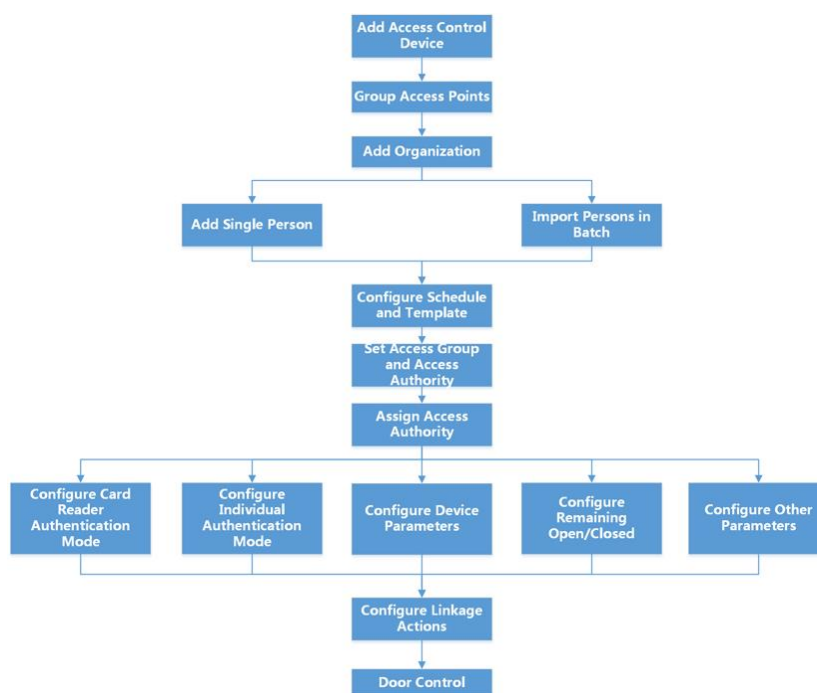 Add Access Control
Device
Group Access Points
Add Organization
Add Single Person
Import Persons in
Batch
Configure Schedule
and Template
Set Access Group
and Access
Authority
Assign Access
Authority
Configure Card
Reader
Authentication
Mode
Configure
Individual
Authentication
Mode
Configure Device
Parameters
Configure
Remaining
Open/Closed
Configure Other
Parameters
Configure Linkage
Actions
Door Control